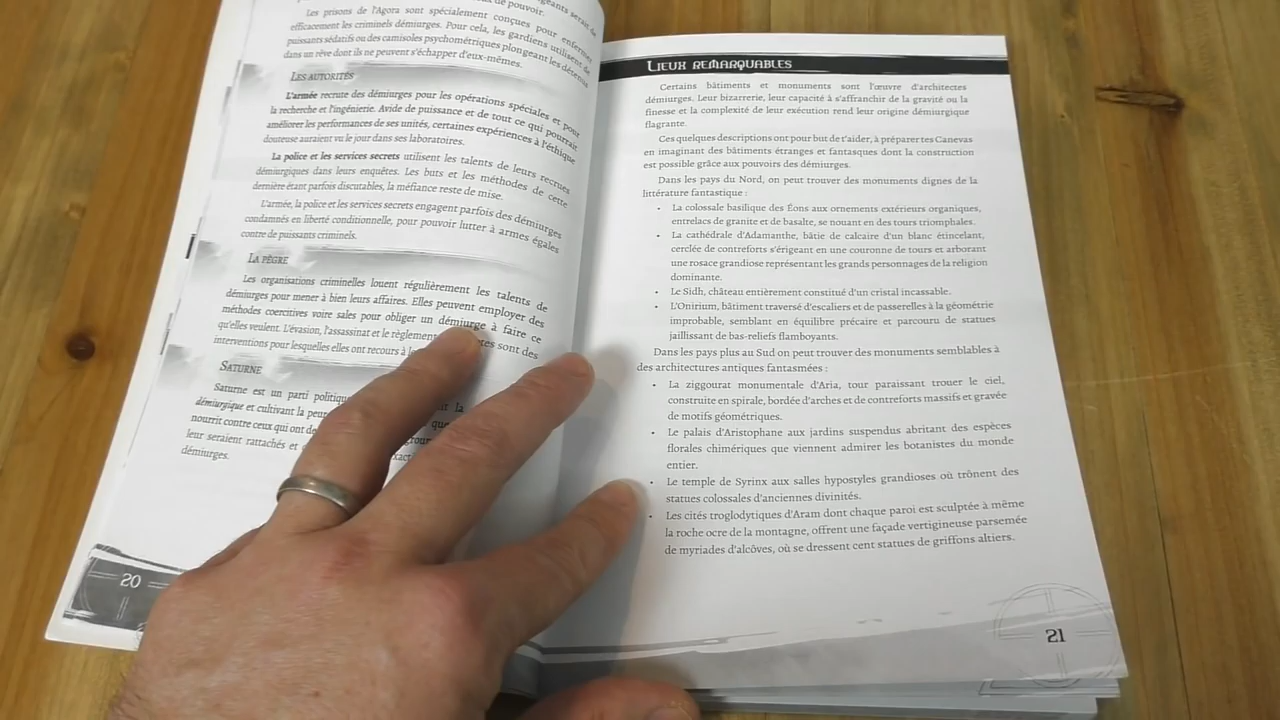 de pouvoir.
Les prisons de l'Agora sont spécialement conçues pour enfermer
efficacement les criminels démiurges. Pour cela, les gardiens utilisent de
puissants sédatifs ou des camisoles psychométriques plongeant les détenus
dans un rêve dont ils ne peuvent s'échapper d'eux-mêmes.
Les autorités
L'armée recrute des démiurges pour les opérations spéciales et pour
la recherche et l'ingénierie. Avide de puissance et de tout ce qui pourrait
améliorer les performances de ses unités, certaines expériences à l'éthique
douteuse auraient vu le jour dans ses laboratoires.
La police et les services secrets utilisent les talents de leurs recrues
démiurgiques dans leurs enquêtes. Les buts et les méthodes de cette
dernière étant parfois discutables, la méfiance reste de mise.
L'armée, la police et les services secrets engagent parfois des démiurges
condamnés en liberté conditionnelle, pour pouvoir lutter à armes égales
contre de puissants criminels.
La pègre
Les organisations criminelles louent régulièrement les talents de
démiurges pour mener à bien leurs affaires. Elles peuvent employer des
méthodes coercitives voire sales pour obliger un démiurge à faire ce
qu'elles veulent. L'évasion, l'assassinat et le règlement sont des
interventions pour lesquelles elles ont recours à
Saturne
Saturne est un parti la
démiurgique et cultivant la peur que
nourrit contre ceux qui ont
leur seraient rattachés et
démiurges.
20
Lieux remarquables
Certains bâtiments et monuments sont l'œuvre d'architectes
démiurges. Leur bizarrerie, leur capacité à s'affranchir de la gravité ou la
finesse et la complexité de leur exécution rend leur origine démiurgique
flagrante.
Ces quelques descriptions ont pour but de t'aider, à préparer tes Canevas
en imaginant des bâtiments étranges et fantasques dont la construction
est possible grâce aux pouvoirs des démiurges.
Dans les pays du Nord, on peut trouver des monuments dignes de la
littérature fantastique :
• La colossale basilique des Éons aux ornements extérieurs organiques,
entrelacs de granite et de basalte, se nouant en des tours triomphales.
• La cathédrale d'Adamanthe, bâtie de calcaire d'un blanc étincelant,
cerclée de contreforts s'érigeant en une couronne de tours et arborant
une rosace grandiose représentant les grands personnages de la religion
dominante.
• Le Sidh, château entièrement constitué d'un cristal incassable.
• L'Onirium, bâtiment traversé d'escaliers et de passerelles à la géométrie
improbable, semblant en équilibre précaire et parcouru de statues
jaillissant de bas-reliefs flamboyants.
Dans les pays plus au Sud on peut trouver des monuments semblables à
des architectures antiques fantasmées :
• La ziggourat monumentale d'Aria, tour paraissant trouer le ciel,
construite en spirale, bordée d'arches et de contreforts massifs et gravée
de motifs géométriques.
• Le palais d'Aristophane aux jardins suspendus abritant des espèces
florales chimériques que viennent admirer les botanistes du monde
entier.
• Le temple de Syrinx aux salles hypostyles grandioses où trônent des
statues colossales d'anciennes divinités.
• Les cités troglodytiques d'Aram dont chaque paroi est sculptée à même
la roche ocre de la montagne, offrent une façade vertigineuse parsemée
de myriades d'alcôves, où se dressent cent statues de griffons altiers.
21